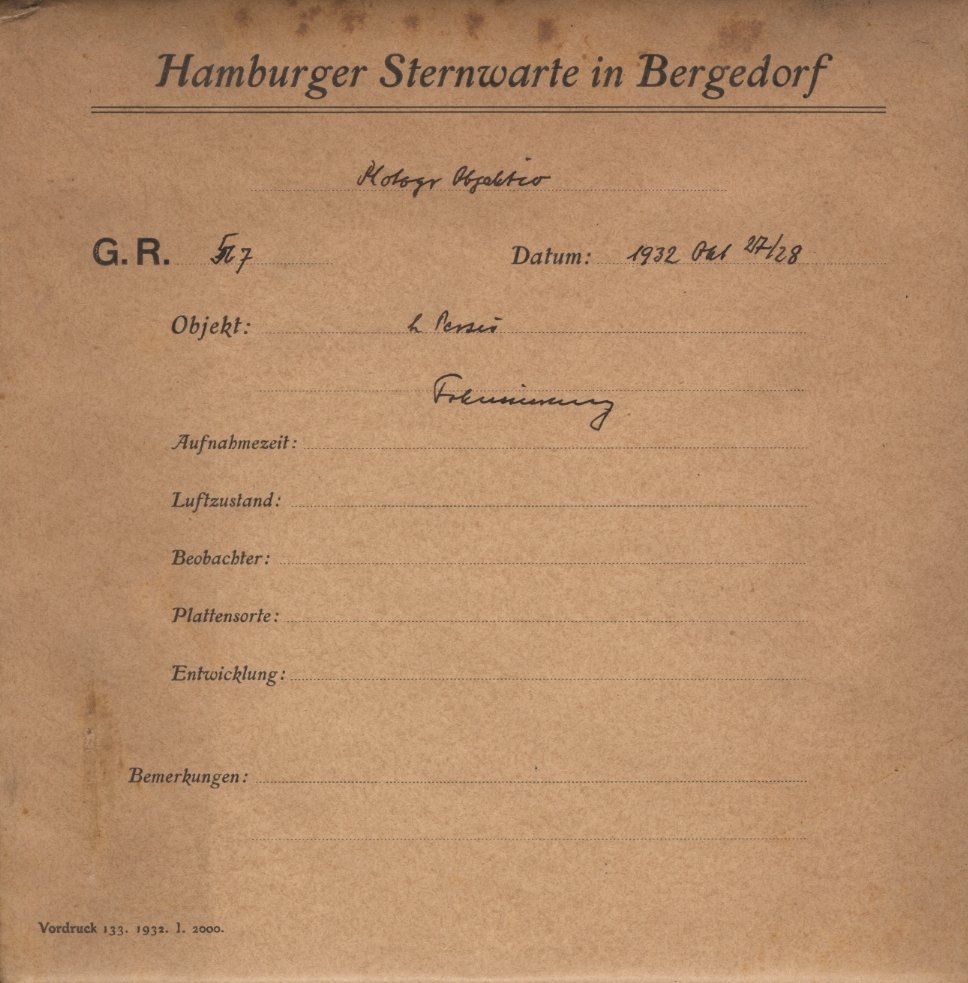 Hamburger Sternwarte in Bergedorf
Photogr Objektiv
G. R. 7 Datum: 1932 Okt 27/28
Objekt: h Persei
Fokussierung
Aufnahmezeit:
Luftzustand:
Beobachter:
Plattensorte:
Entwicklung:
Bemerkungen:
Vordruck 133. 1932. I. 2000.